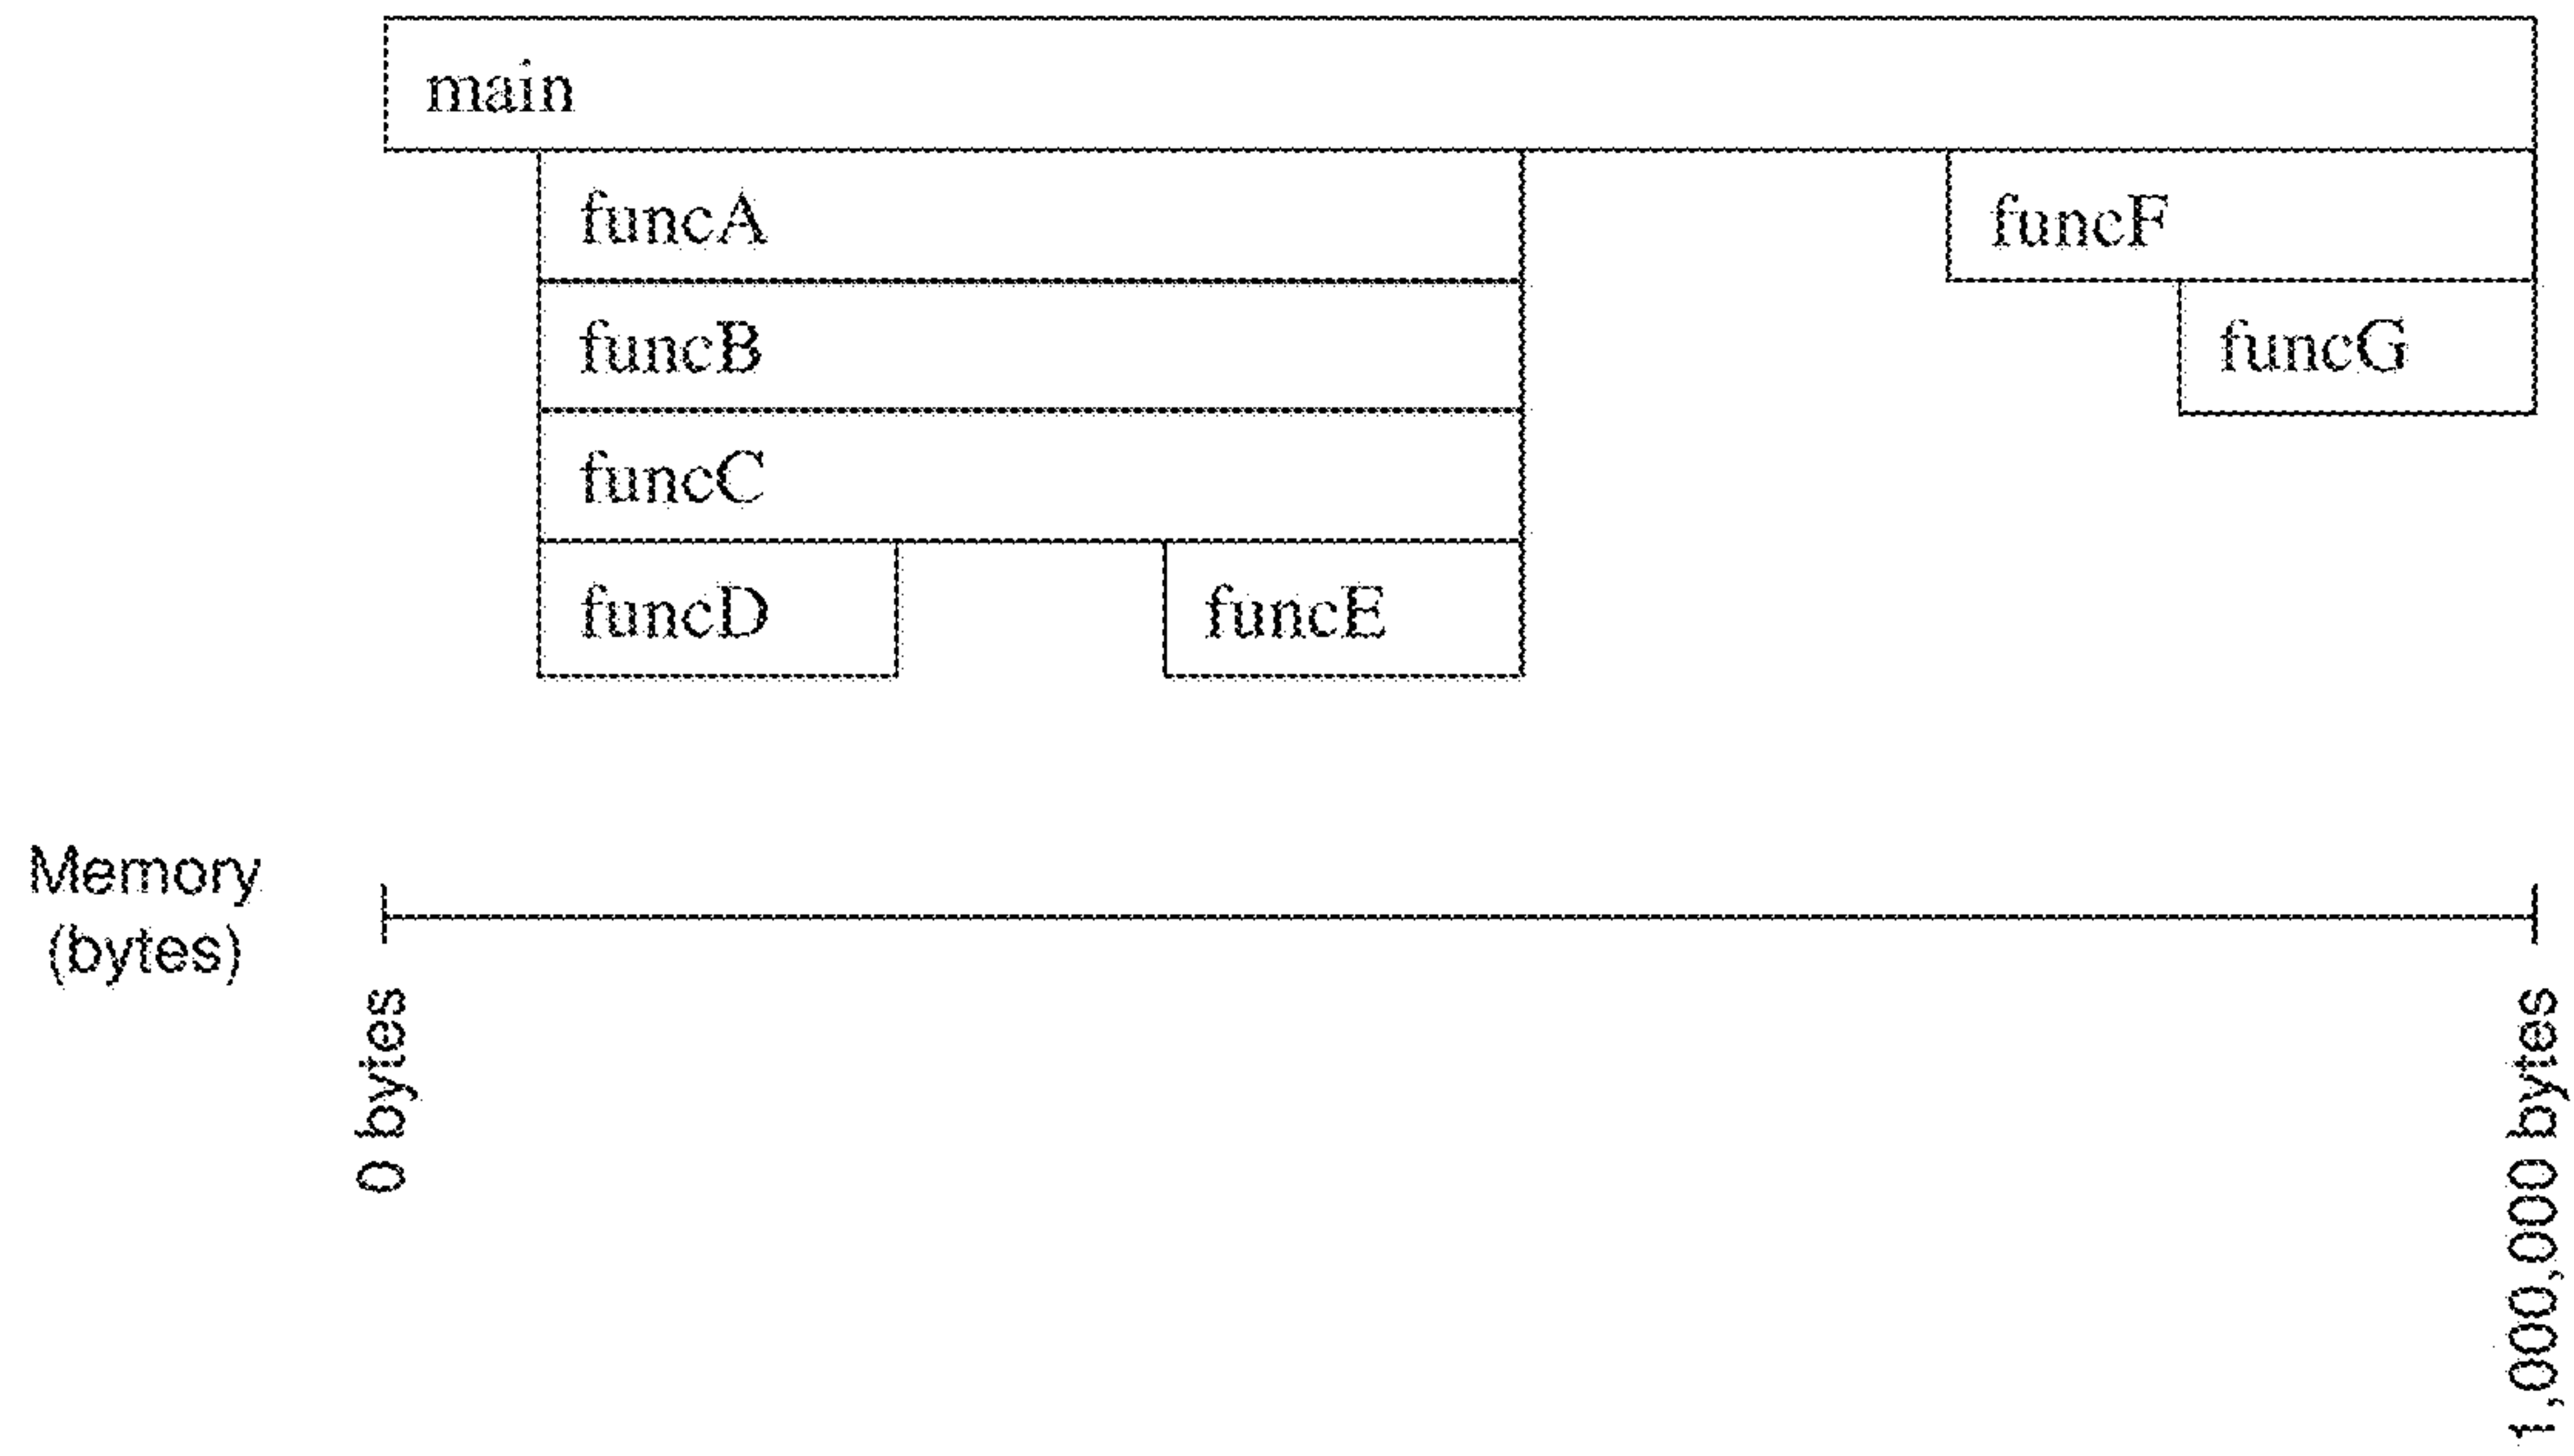 main
funcA
funcF
funcB
funcG
funcC
funcD
funcE
Memory
(bytes)
0 bytes
1,000,000 bytes